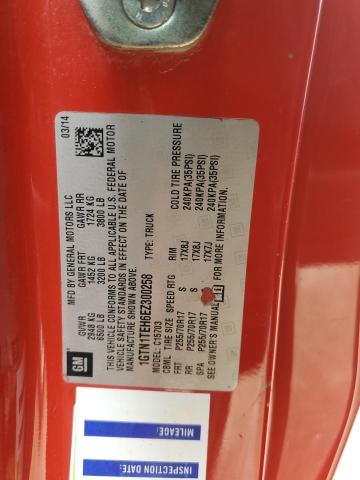 GM
MFD BY GENERAL MOTORS LLC
03/14
GVWR GAWR FRT GAWR RR
2948 KG 1452 KG 1724 KG
6500 LB 3200 LB 3800 LB
THIS VEHICLE CONFORMS TO ALL APPLICABLE U.S. FEDERAL MOTOR
VEHICLE SAFETY STANDARDS IN EFFECT ON THE DATE OF
MANUFACTURE SHOWN ABOVE.
1GTN1TEH6EZ300258 TYPE: TRUCK
MODEL: C15703
CBML TIRE SIZE SPEED RTG RIM COLD TIRE PRESSURE
FRT P255/70R17 S 17X8J 240KPA(35PSI)
RR P255/70R17 S 17X8J 240KPA(35PSI)
SPA P255/70R17 17X7J 240KPA(35PSI)
SEE OWNER'S MANUAL FOR MORE INFORMATION.
MILEAGE:
INSPECTION DATE: